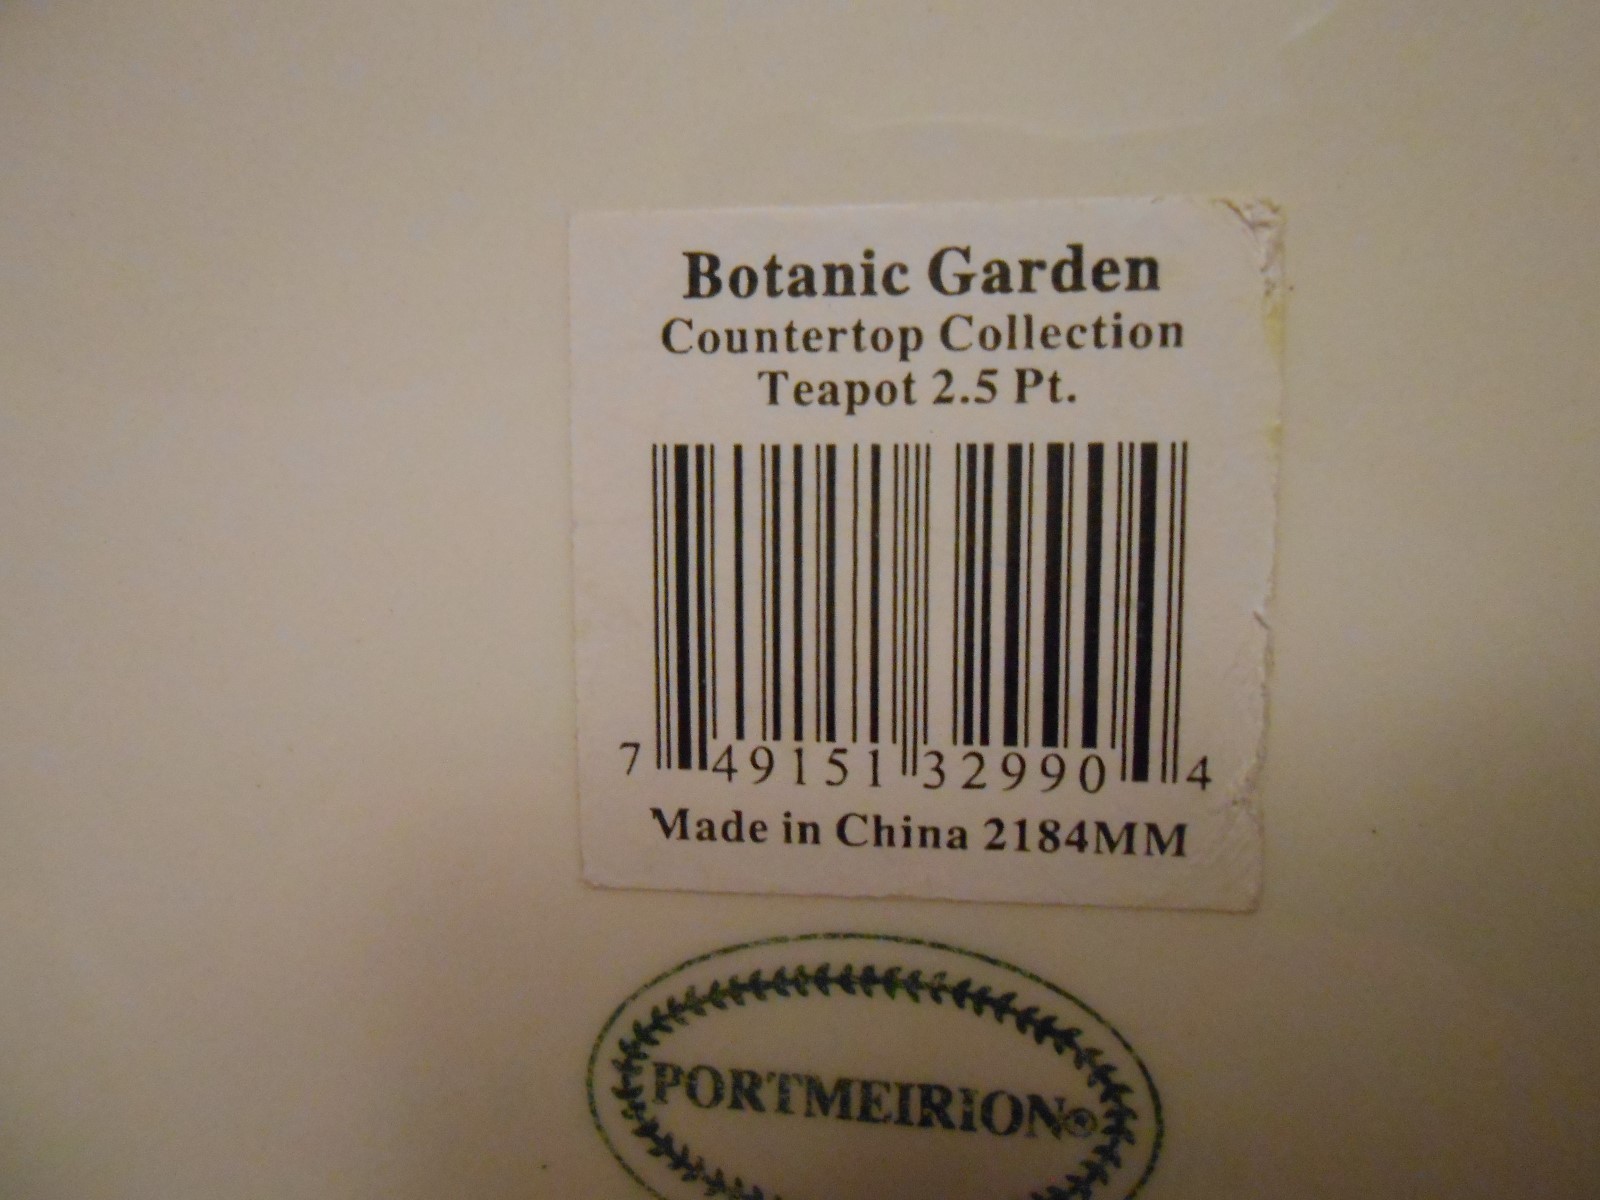 Botanic Garden
Countertop Collection
Teapot 2.5 Pt.
7 49151 32990 4
Made in China 2184MM
PORTMEIRION®